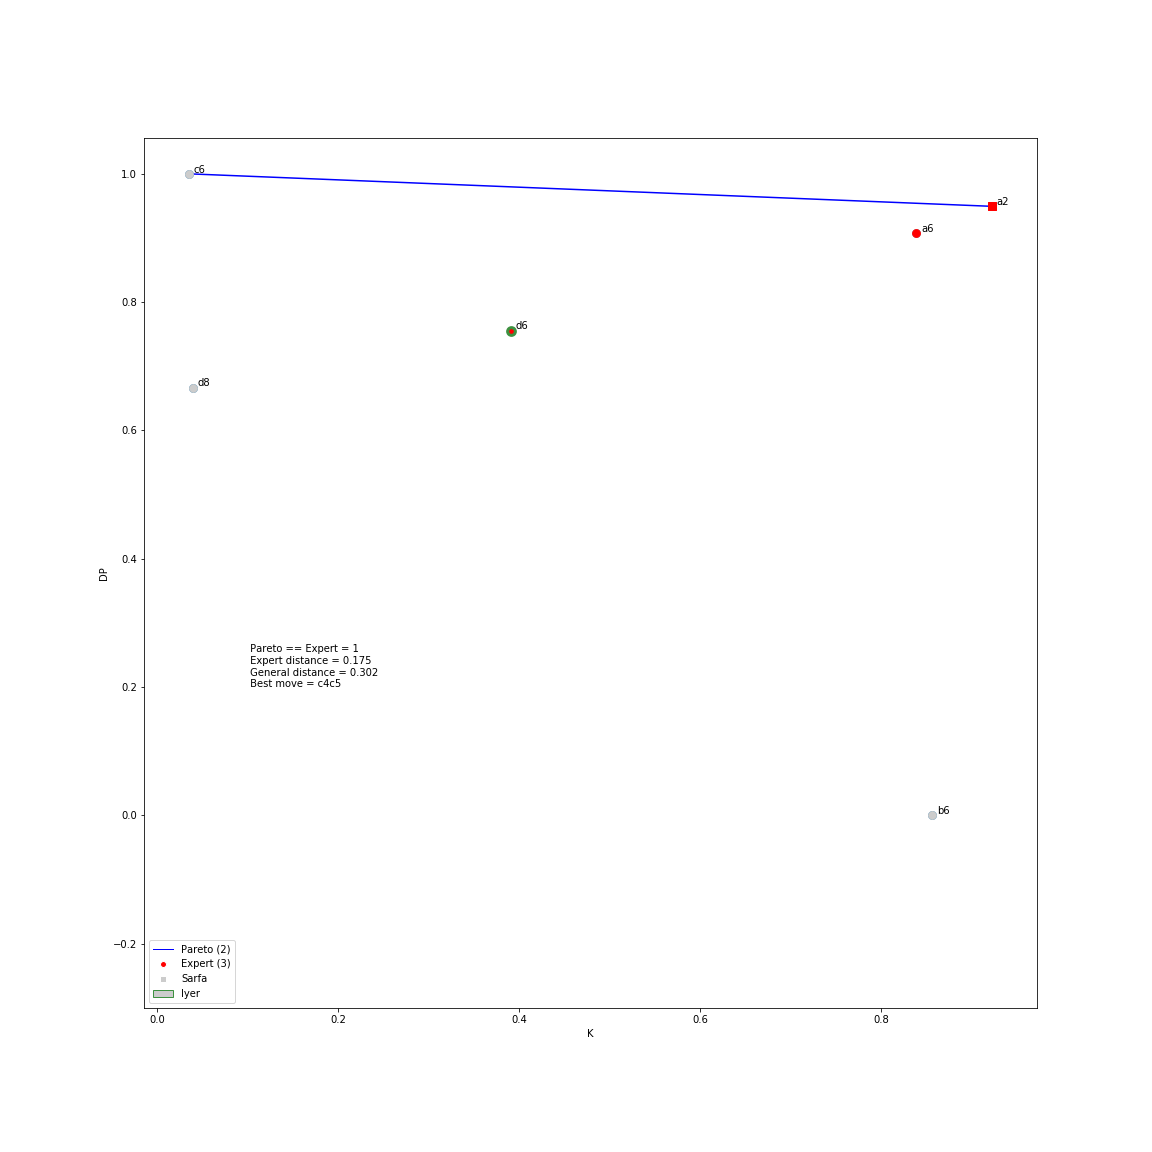 1.0
0.8
0.6
0.4
0.2
0.0
−0.2
DP
c6
a2
a6
d6
d8
b6
Pareto == Expert = 1
Expert distance = 0.175
General distance = 0.302
Best move = c4c5
Pareto (2)
Expert (3)
Sarfa
Iyer
0.0 0.2 0.4 0.6 0.8
K